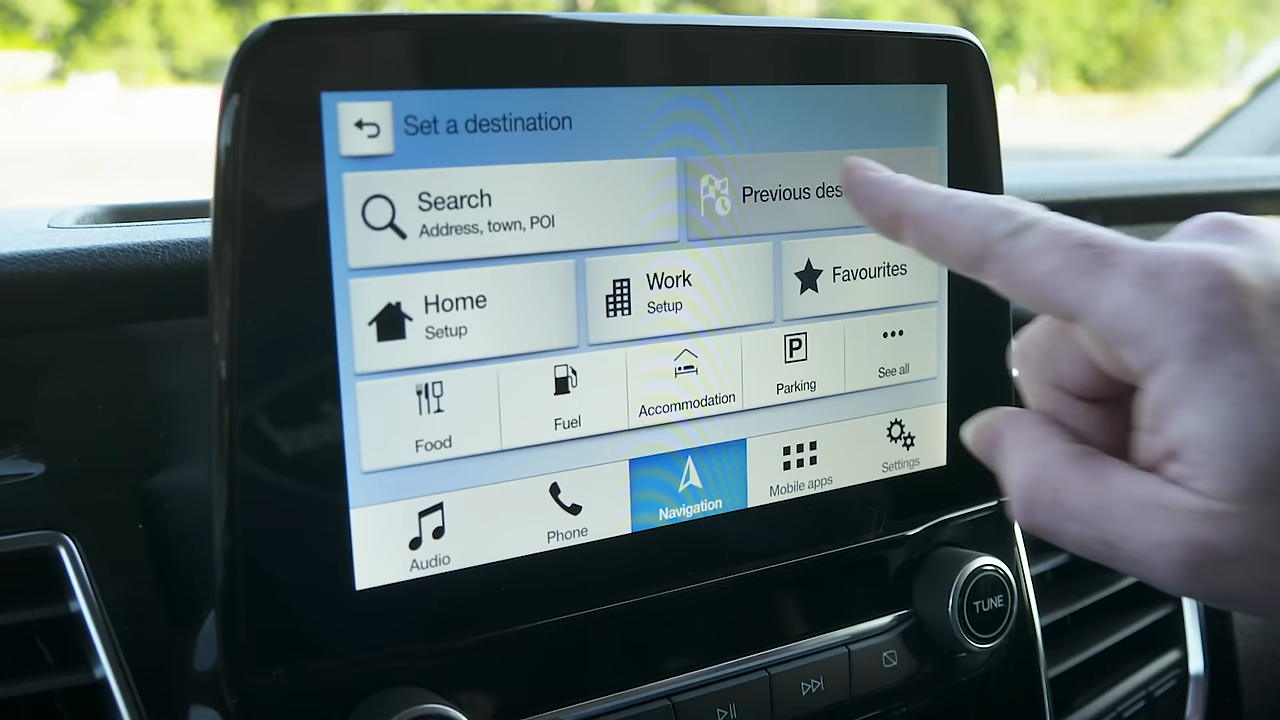 Set a destination
Search
Address, town, POI
Previous des
Home
Setup
Work
Setup
Favourites
Food
Fuel
Accommodation
P
Parking
See all
Audio
Phone
Navigation
Mobile apps
Settings
TUNE